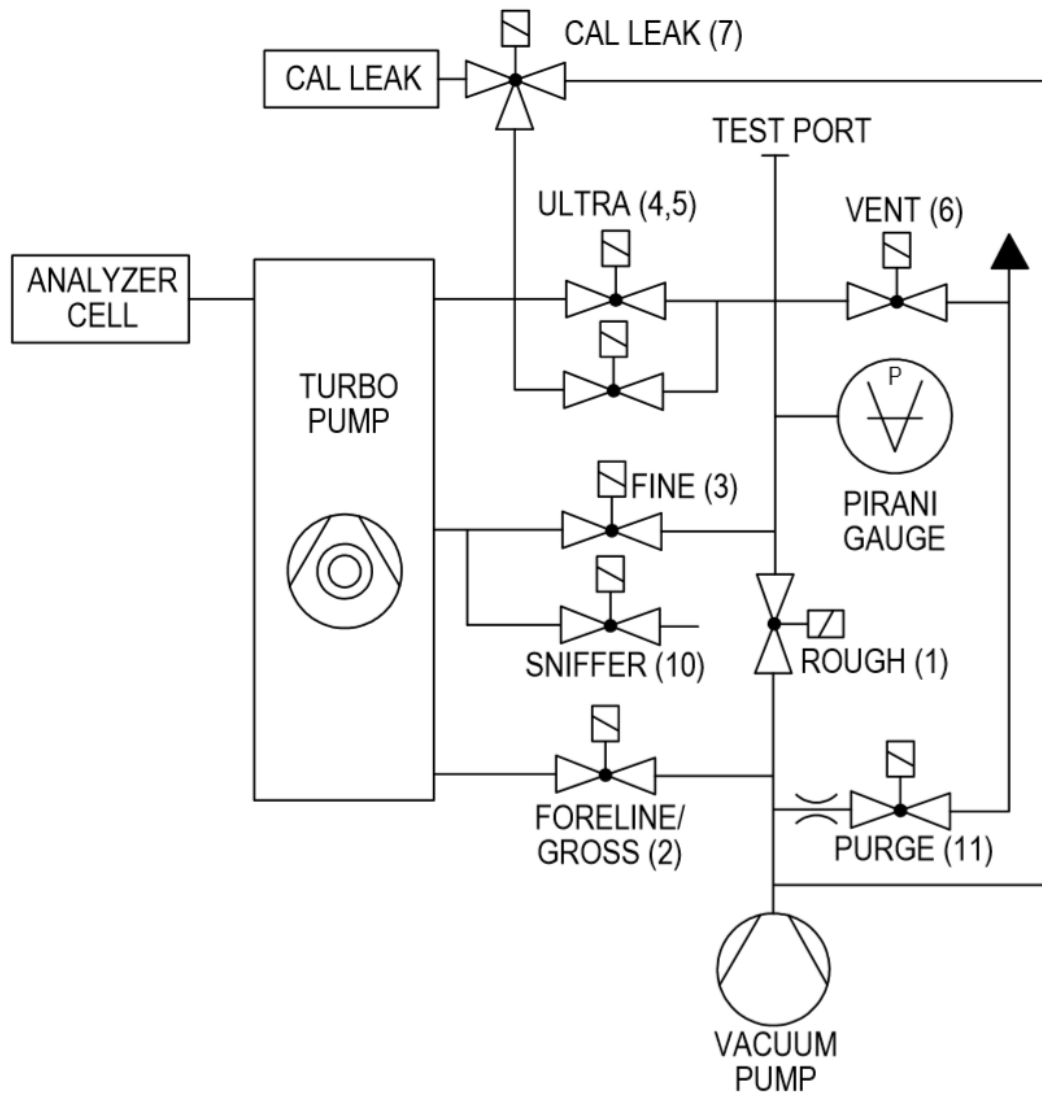 CAL LEAK (7)
CAL LEAK
TEST PORT
ULTRA (4,5)
VENT (6)
ANALYZER
CELL
TURBO
PUMP
P
PIRANI
GAUGE
FINE (3)
SNIFFER (10)
ROUGH (1)
FORELINE/
GROSS (2)
PURGE (11)
VACUUM
PUMP